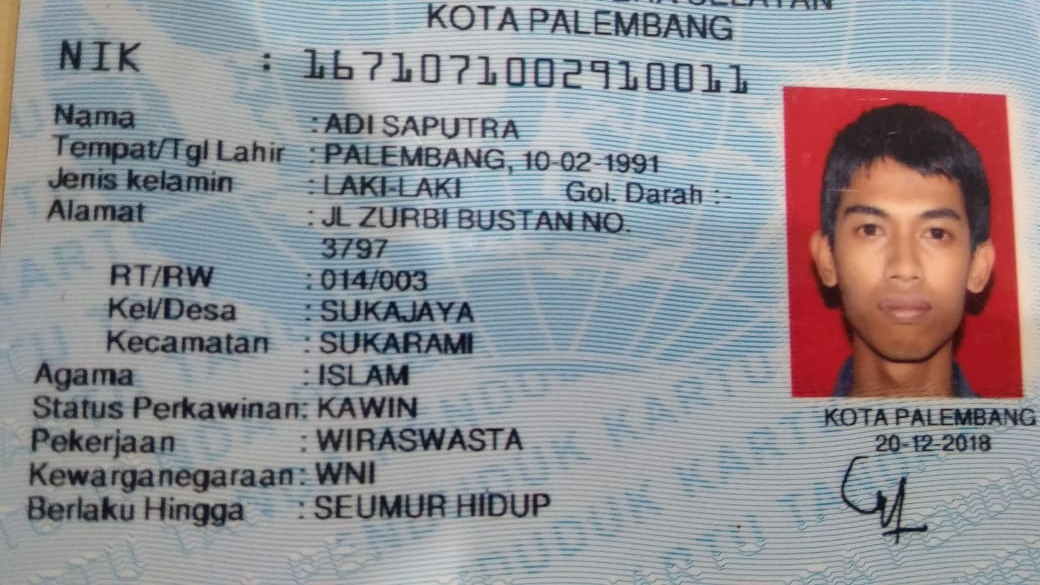 KOTA PALEMBANG
NIK : 1671071002910011
Nama : ADI SAPUTRA
Tempat/Tgl Lahir : PALEMBANG, 10-02-1991
Jenis kelamin : LAKI-LAKI Gol. Darah :-
Alamat : JL ZURBI BUSTAN NO.
3797
RT/RW : 014/003
Kel/Desa : SUKAJAYA
Kecamatan : SUKARAMI
Agama : ISLAM
Status Perkawinan: KAWIN
Pekerjaan : WIRASWASTA
Kewarganegaraan: WNI
Berlaku Hingga : SEUMUR HIDUP
KOTA PALEMBANG
20-12-2018